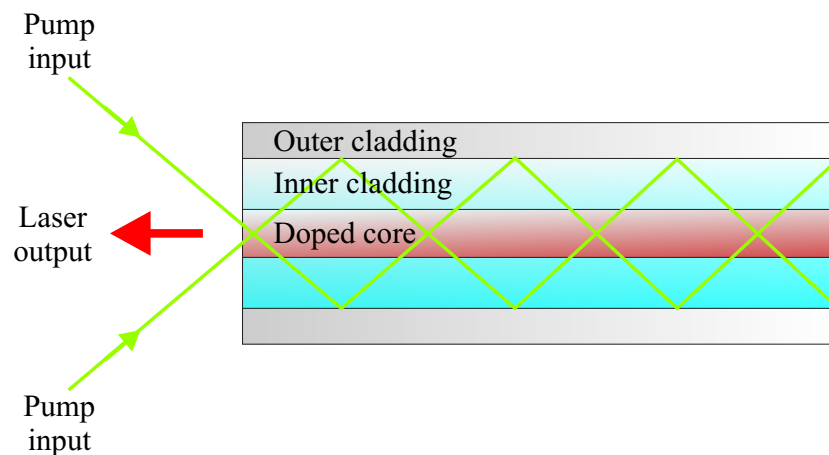 Pump
input
Outer cladding
Inner cladding
Laser
output
Doped core
Pump
input